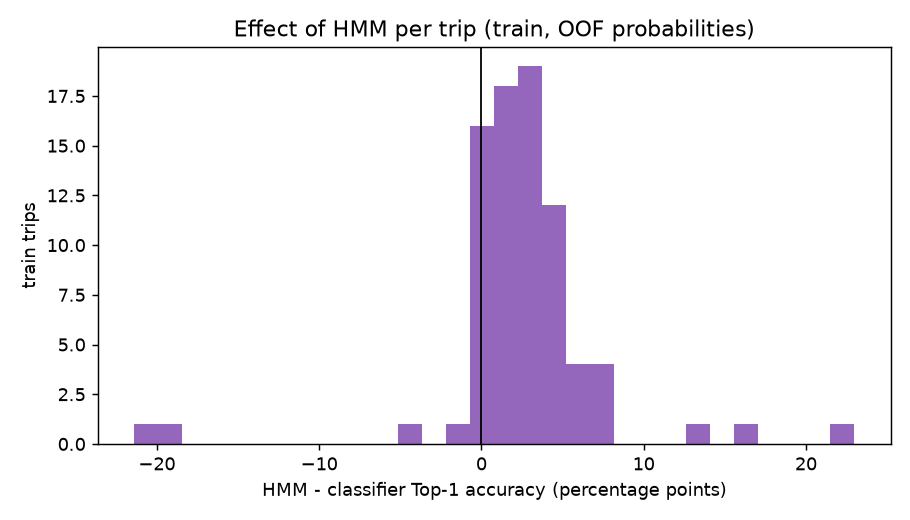 Effect of HMM per trip (train, OOF probabilities)
train trips
17.5
15.0
12.5
10.0
7.5
5.0
2.5
0.0
−20 −10 0 10 20
HMM - classifier Top-1 accuracy (percentage points)